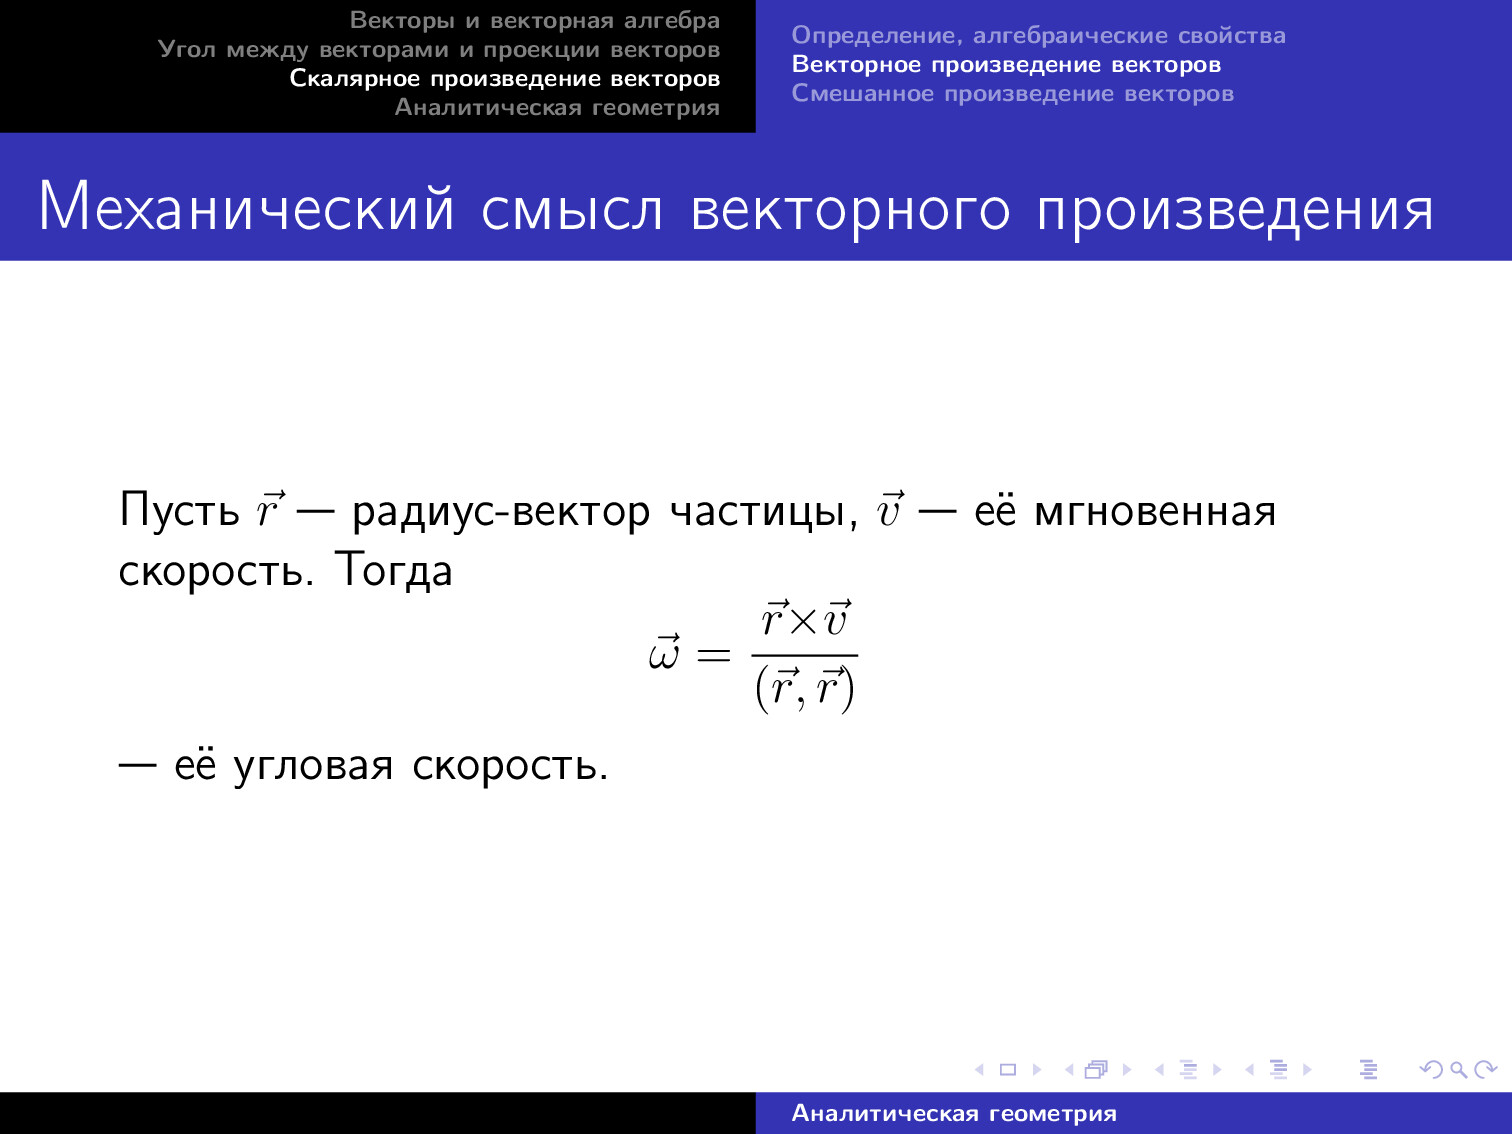 Векторы и векторная алгебра
Угол между векторами и проекции векторов
Скалярное произведение векторов
Аналитическая геометрия
Определение, алгебраические свойства
Векторное произведение векторов
Смешанное произведение векторов
Механический смысл векторного произведения
Пусть $\vec{r}$ — радиус-вектор частицы, $\vec{v}$ — её мгновенная
скорость. Тогда
$\vec{\omega} = \frac{\vec{r} \times \vec{v}}{(\vec{r}, \vec{r})}$
— её угловая скорость.
Аналитическая геометрия